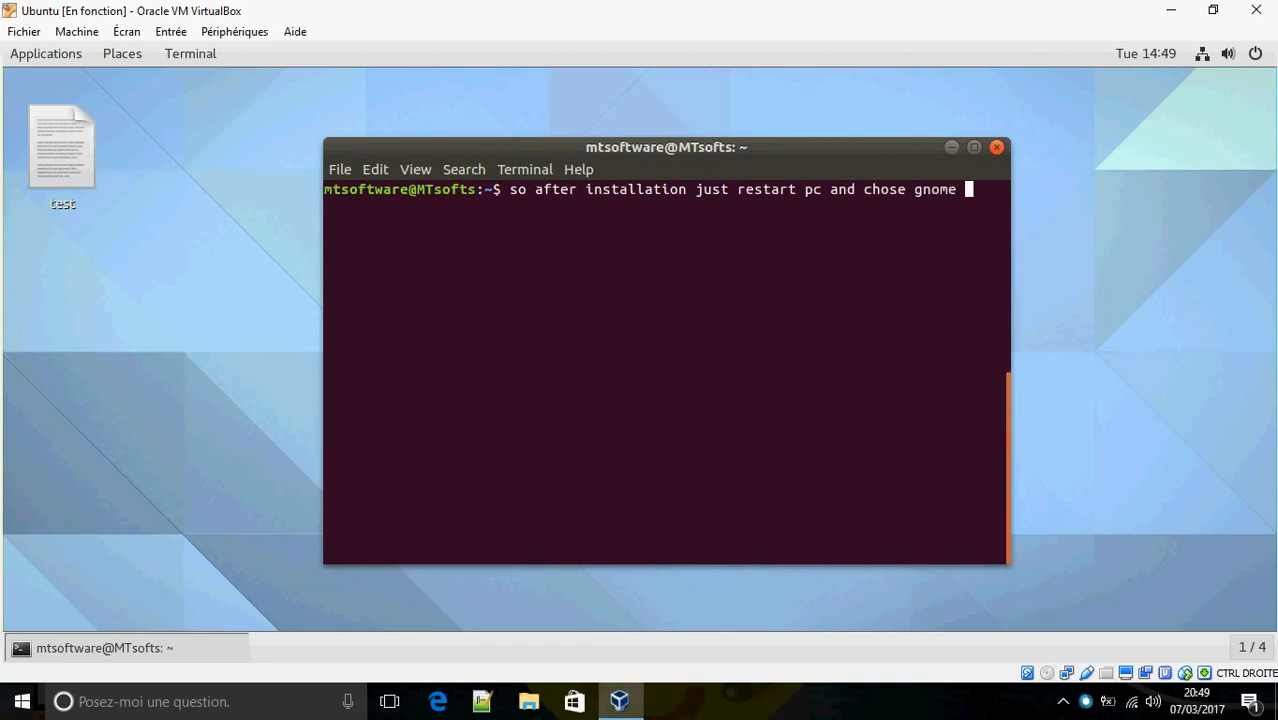 Ubuntu [En fonction] - Oracle VM VirtualBox
Fichier Machine Écran Entrée Périphériques Aide
Applications Places Terminal Tue 14:49
test
mtsoftware@MTsofts: ~
File Edit View Search Terminal Help
mtsoftware@MTsofts:~$ so after installation just restart pc and chose gnome
mtsoftware@MTsofts: ~ 1 / 4
CTRL DROITE
Posez-moi une question. 20:49
07/03/2017
1